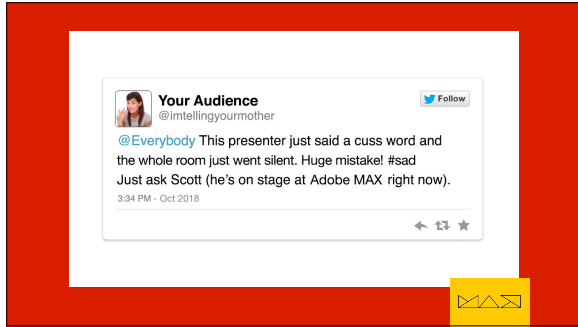 Your Audience
@imtellingyourmother
Follow
@Everybody This presenter just said a cuss word and
the whole room just went silent. Huge mistake! #sad
Just ask Scott (he's on stage at Adobe MAX right now).
3:34 PM - Oct 2018
MAX